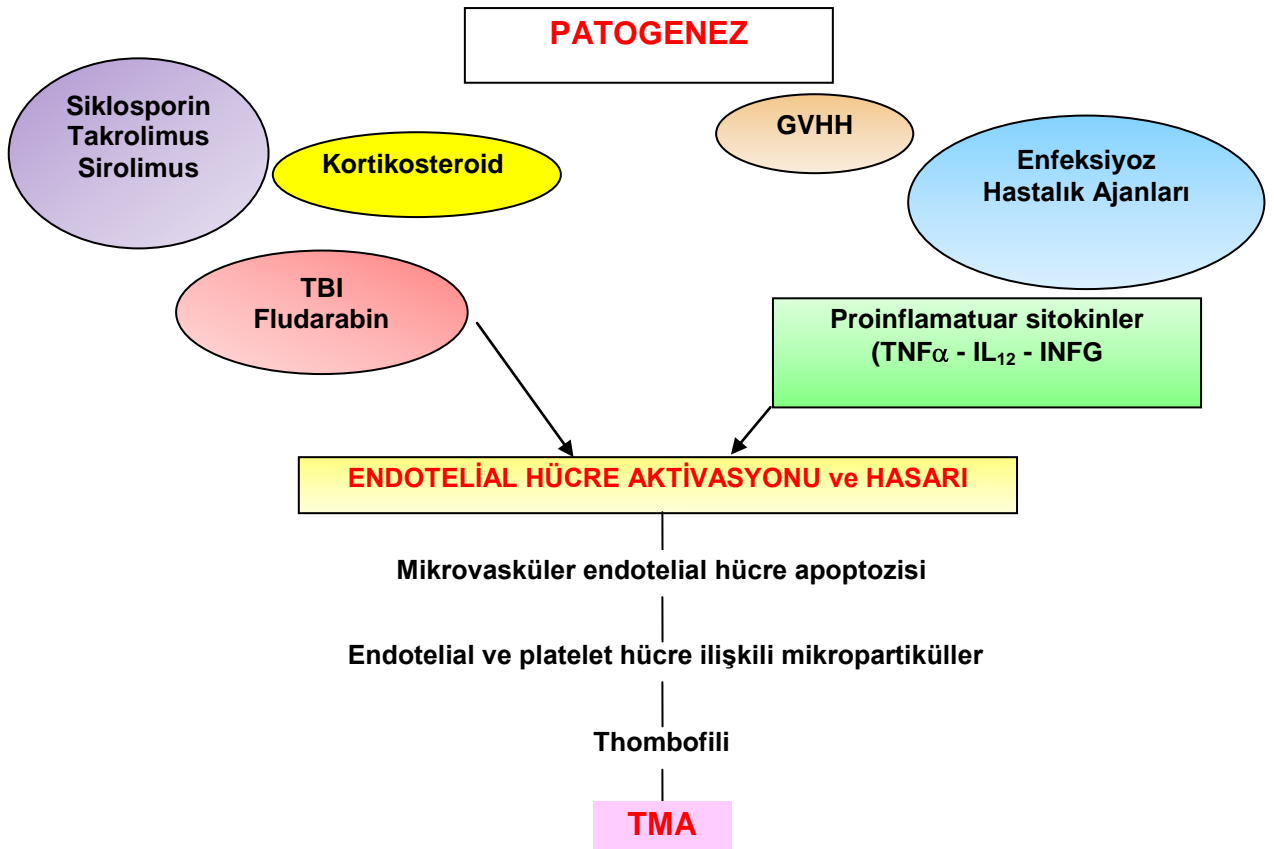 PATOGENEZ
Siklosporin
Takrolimus
Sirolimus
Kortikosteroid
GVHH
Enfeksiyoz
Hastalık Ajanları
TBI
Fludarabin
Proinflamatuar sitokinler
(TNFα - IL₁₂ - INFG
ENDOTELİAL HÜCRE AKTİVASYONU ve HASARI
Mikrovasküler endotelial hücre apoptozisi
Endotelial ve platelet hücre ilişkili mikropartiküller
Thombofili
TMA